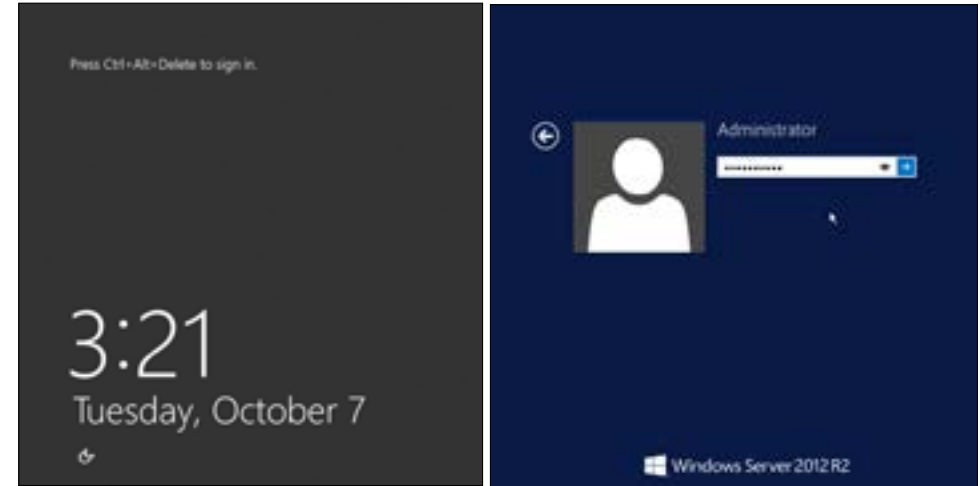 Press Ctrl+Alt+Delete to sign in.
3:21
Tuesday, October 7
Administrator
Windows Server 2012 R2